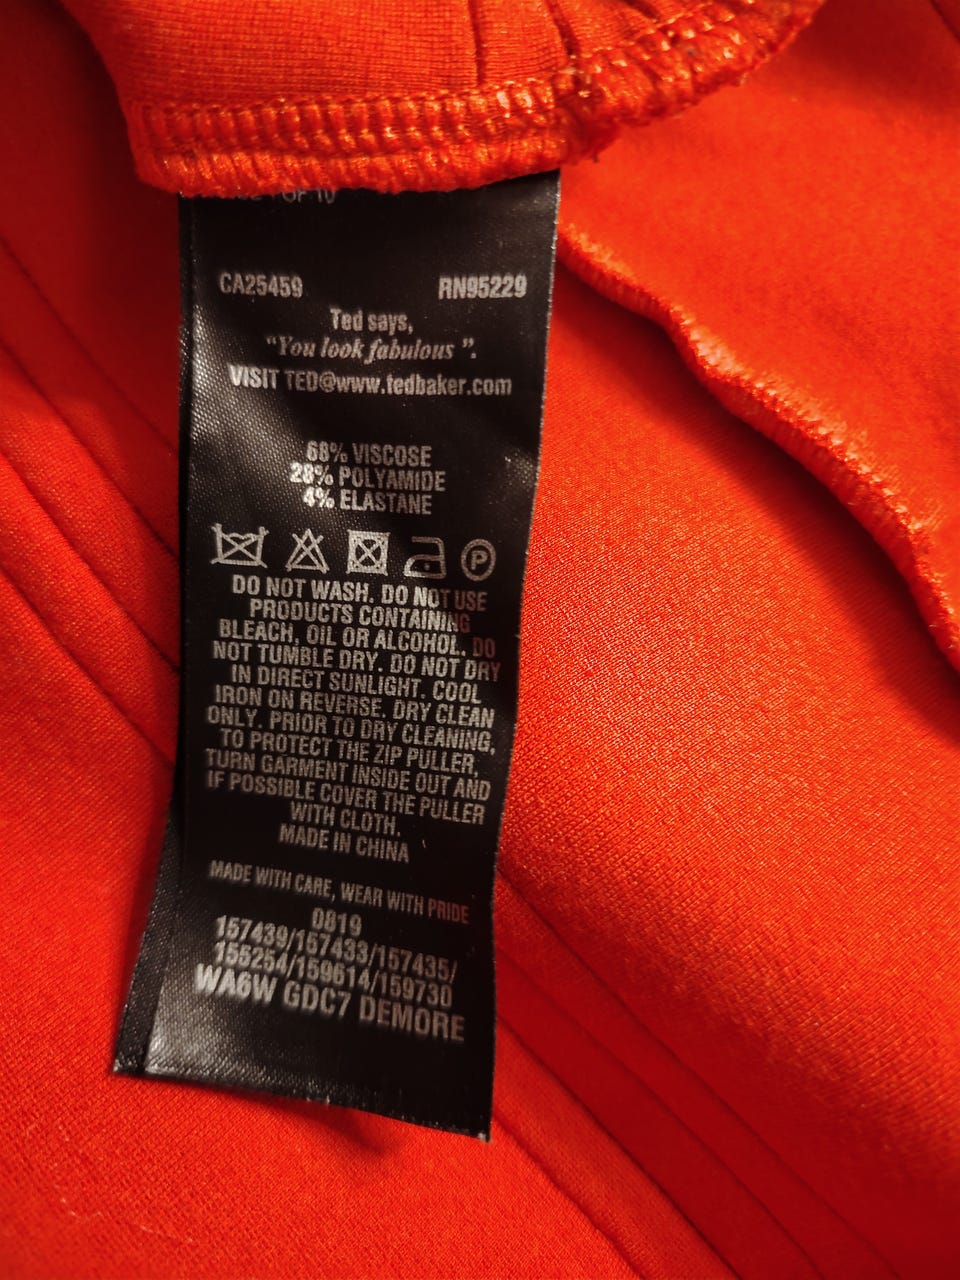 OF 10
CA25459 RN95229
Ted says,
"You look fabulous ".
VISIT TED@www.tedbaker.com
68% VISCOSE
28% POLYAMIDE
4% ELASTANE
P
DO NOT WASH. DO NOT USE
PRODUCTS CONTAINING
BLEACH, OIL OR ALCOHOL. DO
NOT TUMBLE DRY. DO NOT DRY
IN DIRECT SUNLIGHT. COOL
IRON ON REVERSE. DRY CLEAN
ONLY. PRIOR TO DRY CLEANING,
TO PROTECT THE ZIP PULLER,
TURN GARMENT INSIDE OUT AND
IF POSSIBLE COVER THE PULLER
WITH CLOTH.
MADE IN CHINA
MADE WITH CARE, WEAR WITH PRIDE
0819
157439/157433/157435/
155254/159614/159730
WA6W GDC7 DEMORE